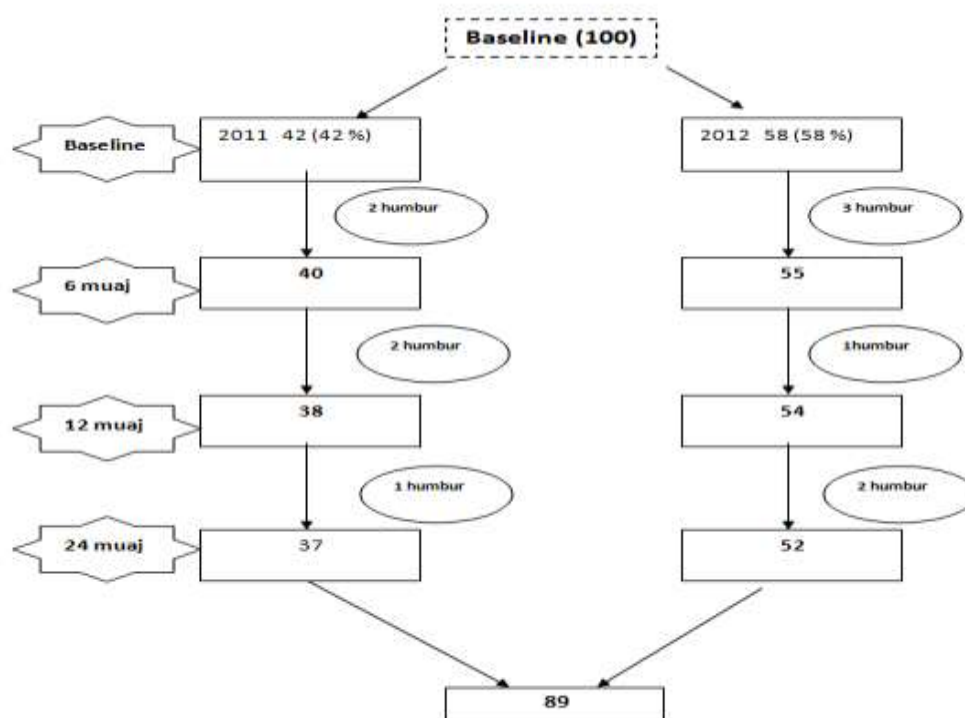 Baseline (100)
Baseline
2011 42 (42 %)
2012 58 (58 %)
2 humbur
3 humbur
6 muaj
40
55
2 humbur
1humbur
12 muaj
38
54
1 humbur
2 humbur
24 muaj
37
52
89